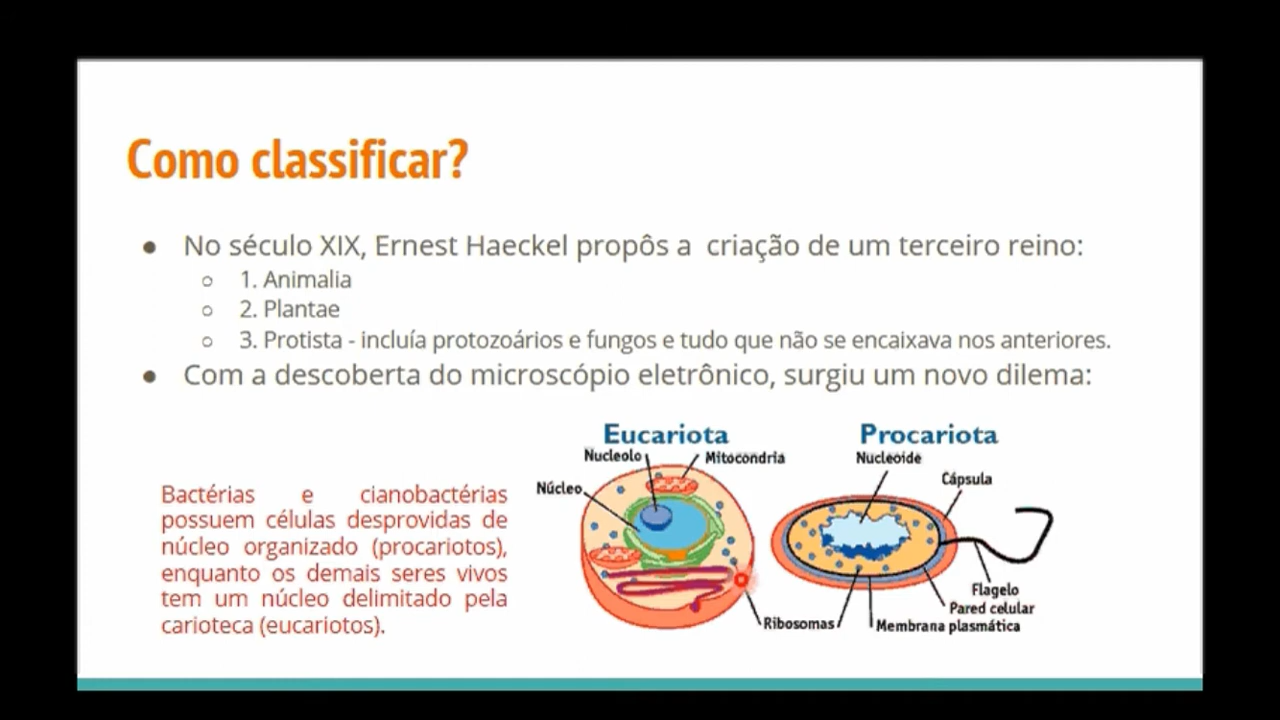 Como classificar?
● No século XIX, Ernest Haeckel propôs a criação de um terceiro reino:
○ 1. Animalia
○ 2. Plantae
○ 3. Protista - incluía protozoários e fungos e tudo que não se encaixava nos anteriores.
● Com a descoberta do microscópio eletrônico, surgiu um novo dilema:
Bactérias e cianobactérias
possuem células desprovidas de
núcleo organizado (procariotos),
enquanto os demais seres vivos
tem um núcleo delimitado pela
carioteca (eucariotos).
Eucariota
Nucleolo
Mitocondria
Núcleo
Procariota
Nucleoide
Cápsula
Flagelo
Pared celular
Ribosomas
Membrana plasmática